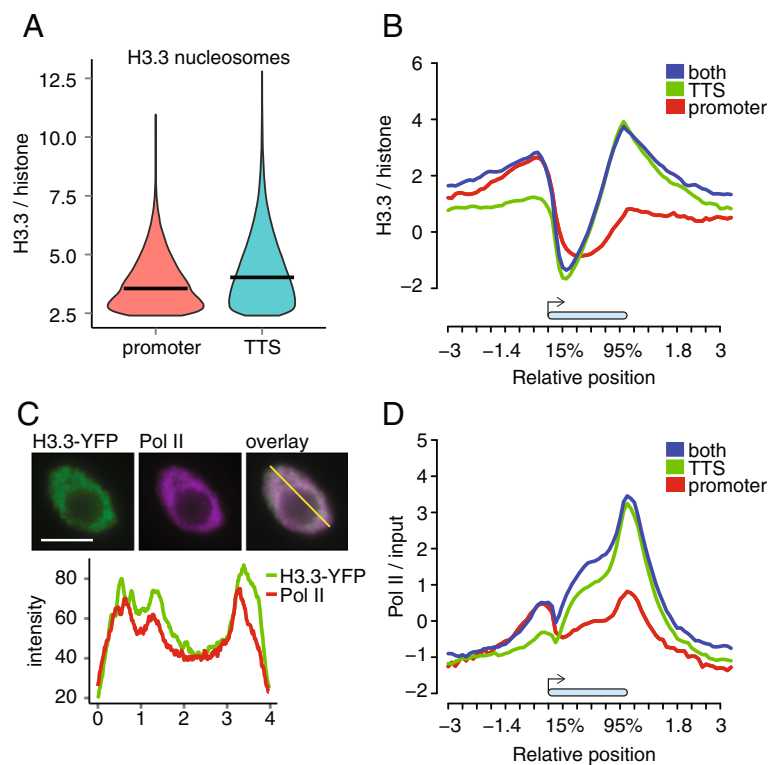 A
H3.3 nucleosomes
H3.3 / histone
12.5
10.0
7.5
5.0
2.5
promoter
TTS
B
both
TTS
promoter
H3.3 / histone
6
4
2
0
−2
−3 −1.4 15% 95% 1.8 3
Relative position
C
H3.3-YFP Pol II overlay
H3.3-YFP
Pol II
intensity
80
60
40
20
0 1 2 3 4
D
both
TTS
promoter
Pol II / input
5
4
3
2
1
0
−1
−2
−3 −1.4 15% 95% 1.8 3
Relative position